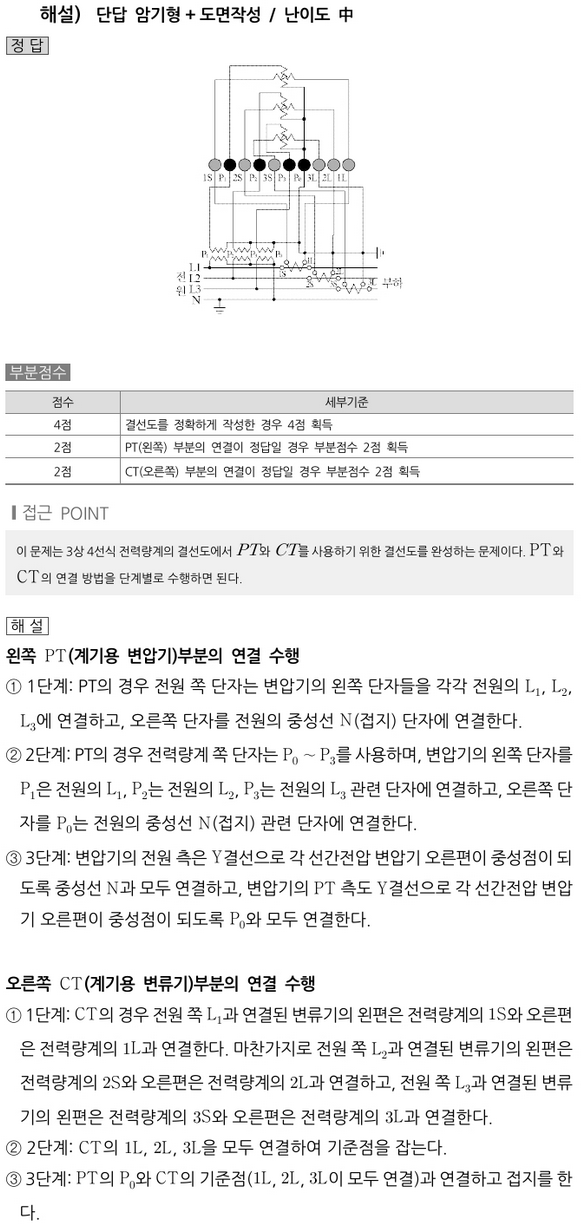 해설) 단답 암기형 + 도면작성 / 난이도 中
정 답
1S P₁ 2S P₂ 3S P₃ P₀ 3L 2L 1L
L1
전 L2 부하
원 L3
N
부분점수
점수 세부기준
4점 결선도를 정확하게 작성한 경우 4점 획득
2점 PT(왼쪽) 부분의 연결이 정답일 경우 부분점수 2점 획득
2점 CT(오른쪽) 부분의 연결이 정답일 경우 부분점수 2점 획득
접근 POINT
이 문제는 3상 4선식 전력량계의 결선도에서 PT와 CT를 사용하기 위한 결선도를 완성하는 문제이다. PT와
CT의 연결 방법을 단계별로 수행하면 된다.
해 설
왼쪽 PT(계기용 변압기)부분의 연결 수행
① 1단계: PT의 경우 전원 쪽 단자는 변압기의 왼쪽 단자들을 각각 전원의 L₁, L₂,
L₃에 연결하고, 오른쪽 단자를 전원의 중성선 N(접지) 단자에 연결한다.
② 2단계: PT의 경우 전력량계 쪽 단자는 P₀ ~ P₃를 사용하며, 변압기의 왼쪽 단자를
P₁은 전원의 L₁, P₂는 전원의 L₂, P₃는 전원의 L₃ 관련 단자에 연결하고, 오른쪽 단
자를 P₀는 전원의 중성선 N(접지) 관련 단자에 연결한다.
③ 3단계: 변압기의 전원 측은 Y결선으로 각 선간전압 변압기 오른편이 중성점이 되
도록 중성선 N과 모두 연결하고, 변압기의 PT 측도 Y결선으로 각 선간전압 변압
기 오른편이 중성점이 되도록 P₀와 모두 연결한다.
오른쪽 CT(계기용 변류기)부분의 연결 수행
① 1단계: CT의 경우 전원 쪽 L₁과 연결된 변류기의 왼편은 전력량계의 1S와 오른편
은 전력량계의 1L과 연결한다. 마찬가지로 전원 쪽 L₂과 연결된 변류기의 왼편은
전력량계의 2S와 오른편은 전력량계의 2L과 연결하고, 전원 쪽 L₃과 연결된 변류
기의 왼편은 전력량계의 3S와 오른편은 전력량계의 3L과 연결한다.
② 2단계: CT의 1L, 2L, 3L을 모두 연결하여 기준점을 잡는다.
③ 3단계: PT의 P₀와 CT의 기준점(1L, 2L, 3L이 모두 연결)과 연결하고 접지를 한
다.